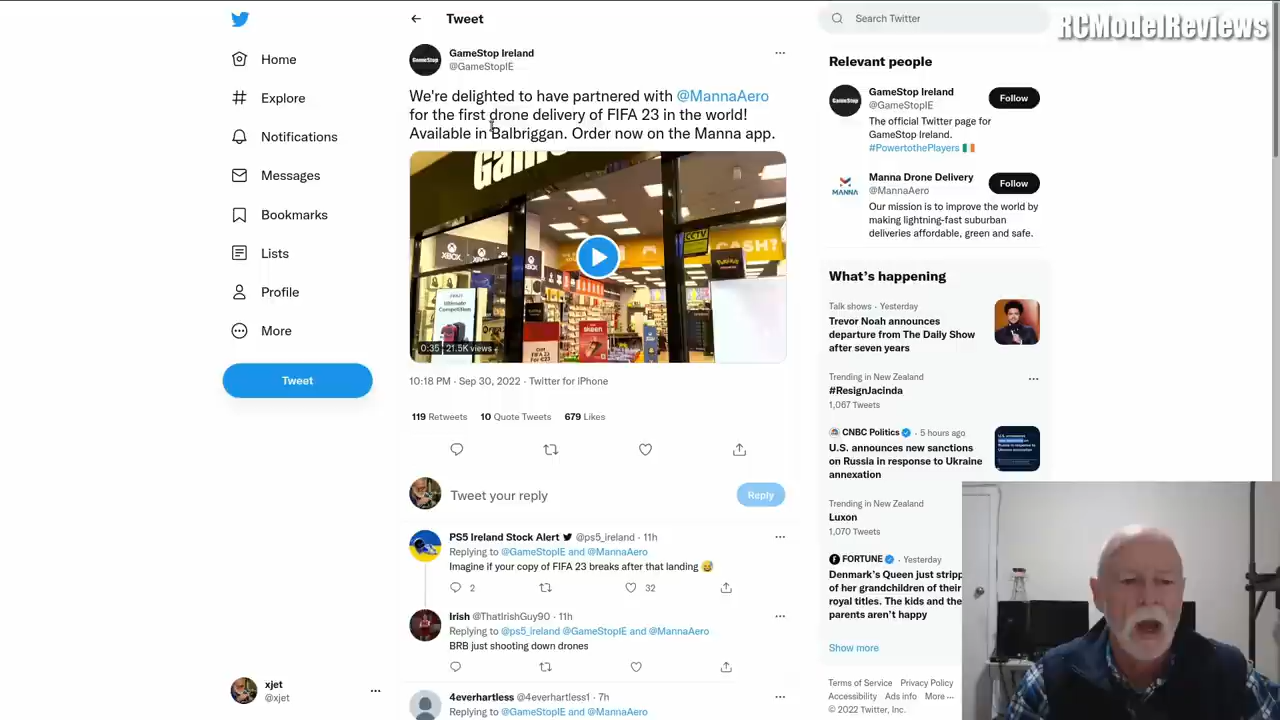 RCModelReviews
Home
Explore
Notifications
Messages
Bookmarks
Lists
Profile
More
Tweet
xjet
@xjet
Tweet
GameStop
GameStop Ireland
@GameStopIE
We're delighted to have partnered with @MannaAero
for the first drone delivery of FIFA 23 in the world!
Available in Balbriggan. Order now on the Manna app.
Game
XBOX
XBOX
CCTV
CASH?
Ultimate
Competition
skeen
0:35 21.5K views
10:18 PM · Sep 30, 2022 · Twitter for iPhone
119 Retweets 10 Quote Tweets 679 Likes
Tweet your reply
Reply
PS5 Ireland Stock Alert @ps5_ireland · 11h
Replying to @GameStopIE and @MannaAero
Imagine if your copy of FIFA 23 breaks after that landing 😅
2 32
Irish @ThatIrishGuy90 · 11h
Replying to @ps5_ireland @GameStopIE and @MannaAero
BRB just shooting down drones
4everhartless @4everhartless1 · 7h
Replying to @GameStopIE and @MannaAero
Search Twitter
Relevant people
GameStop
GameStop Ireland
@GameStopIE
Follow
The official Twitter page for
GameStop Ireland.
#PowertothePlayers 🇮🇪
MANNA
Manna Drone Delivery
@MannaAero
Follow
Our mission is to improve the world by
making lightning-fast suburban
deliveries affordable, green and safe.
What's happening
Talk shows · Yesterday
Trevor Noah announces
departure from The Daily Show
after seven years
Trending in New Zealand
#ResignJacinda
1,067 Tweets
CNBC Politics · 5 hours ago
U.S. announces new sanctions
on Russia in response to Ukraine
annexation
Trending in New Zealand
Luxon
1,070 Tweets
FORTUNE · Yesterday
Denmark's Queen just stripp
of her grandchildren of their
royal titles. The kids and the
parents aren't happy
Show more
Terms of Service Privacy Policy
Accessibility Ads info More ···
© 2022 Twitter, Inc.